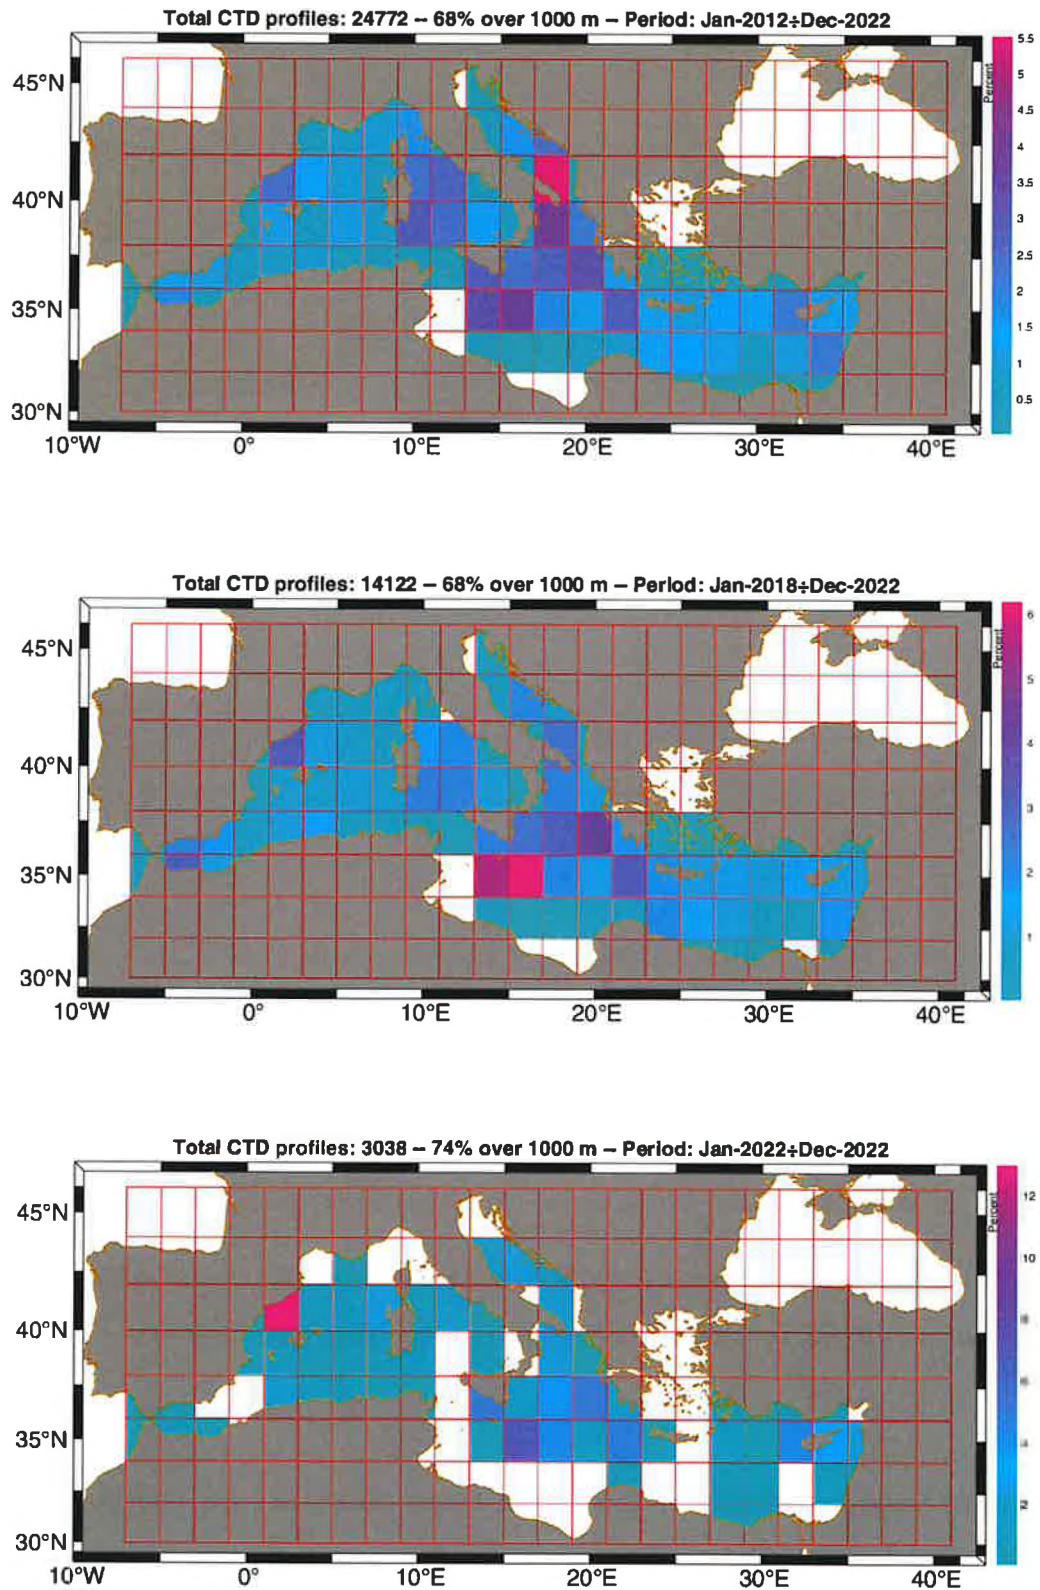 Total CTD profiles: 24772 – 68% over 1000 m – Period: Jan-2012÷Dec-2022
Percent
5.5
5
4.5
4
3.5
3
2.5
2
1.5
1
0.5
45°N
40°N
35°N
30°N
10°W 0° 10°E 20°E 30°E 40°E
Total CTD profiles: 14122 – 68% over 1000 m – Period: Jan-2018÷Dec-2022
Percent
6
5
4
3
2
1
45°N
40°N
35°N
30°N
10°W 0° 10°E 20°E 30°E 40°E
Total CTD profiles: 3038 – 74% over 1000 m – Period: Jan-2022÷Dec-2022
Percent
12
10
8
6
4
2
45°N
40°N
35°N
30°N
10°W 0° 10°E 20°E 30°E 40°E